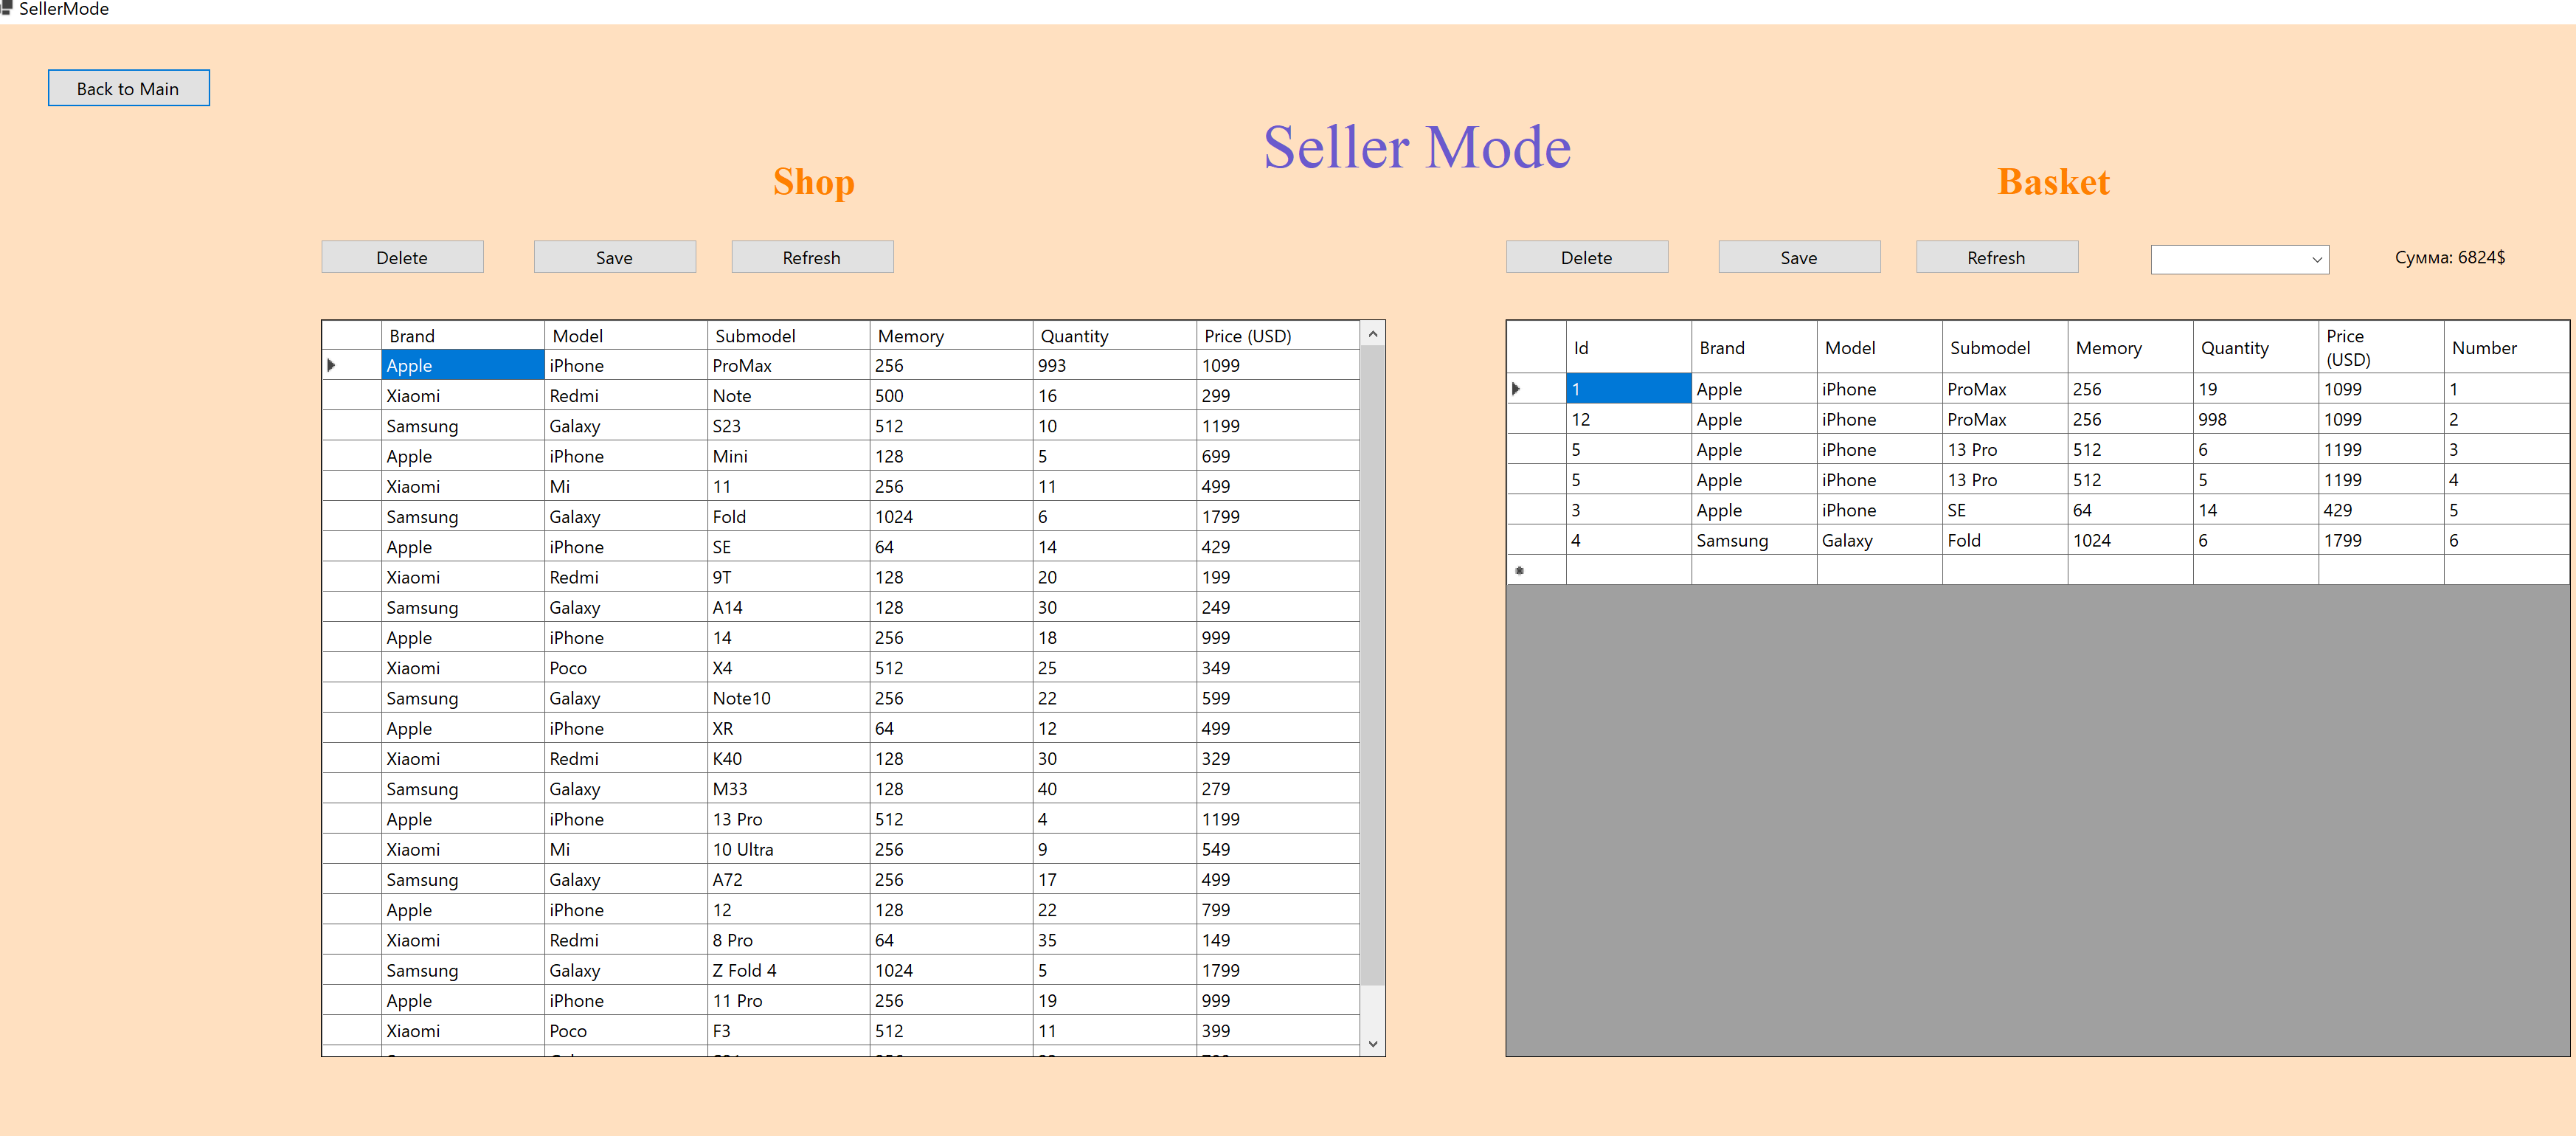 SellerMode
Back to Main
Seller Mode
Shop
Delete Save Refresh
Brand Model Submodel Memory Quantity Price (USD)
Apple iPhone ProMax 256 993 1099
Xiaomi Redmi Note 500 16 299
Samsung Galaxy S23 512 10 1199
Apple iPhone Mini 128 5 699
Xiaomi Mi 11 256 11 499
Samsung Galaxy Fold 1024 6 1799
Apple iPhone SE 64 14 429
Xiaomi Redmi 9T 128 20 199
Samsung Galaxy A14 128 30 249
Apple iPhone 14 256 18 999
Xiaomi Poco X4 512 25 349
Samsung Galaxy Note10 256 22 599
Apple iPhone XR 64 12 499
Xiaomi Redmi K40 128 30 329
Samsung Galaxy M33 128 40 279
Apple iPhone 13 Pro 512 4 1199
Xiaomi Mi 10 Ultra 256 9 549
Samsung Galaxy A72 256 17 499
Apple iPhone 12 128 22 799
Xiaomi Redmi 8 Pro 64 35 149
Samsung Galaxy Z Fold 4 1024 5 1799
Apple iPhone 11 Pro 256 19 999
Xiaomi Poco F3 512 11 399
Basket
Delete Save Refresh Сумма: 6824$
Id Brand Model Submodel Memory Quantity Price (USD) Number
1 Apple iPhone ProMax 256 19 1099 1
12 Apple iPhone ProMax 256 998 1099 2
5 Apple iPhone 13 Pro 512 6 1199 3
5 Apple iPhone 13 Pro 512 5 1199 4
3 Apple iPhone SE 64 14 429 5
4 Samsung Galaxy Fold 1024 6 1799 6